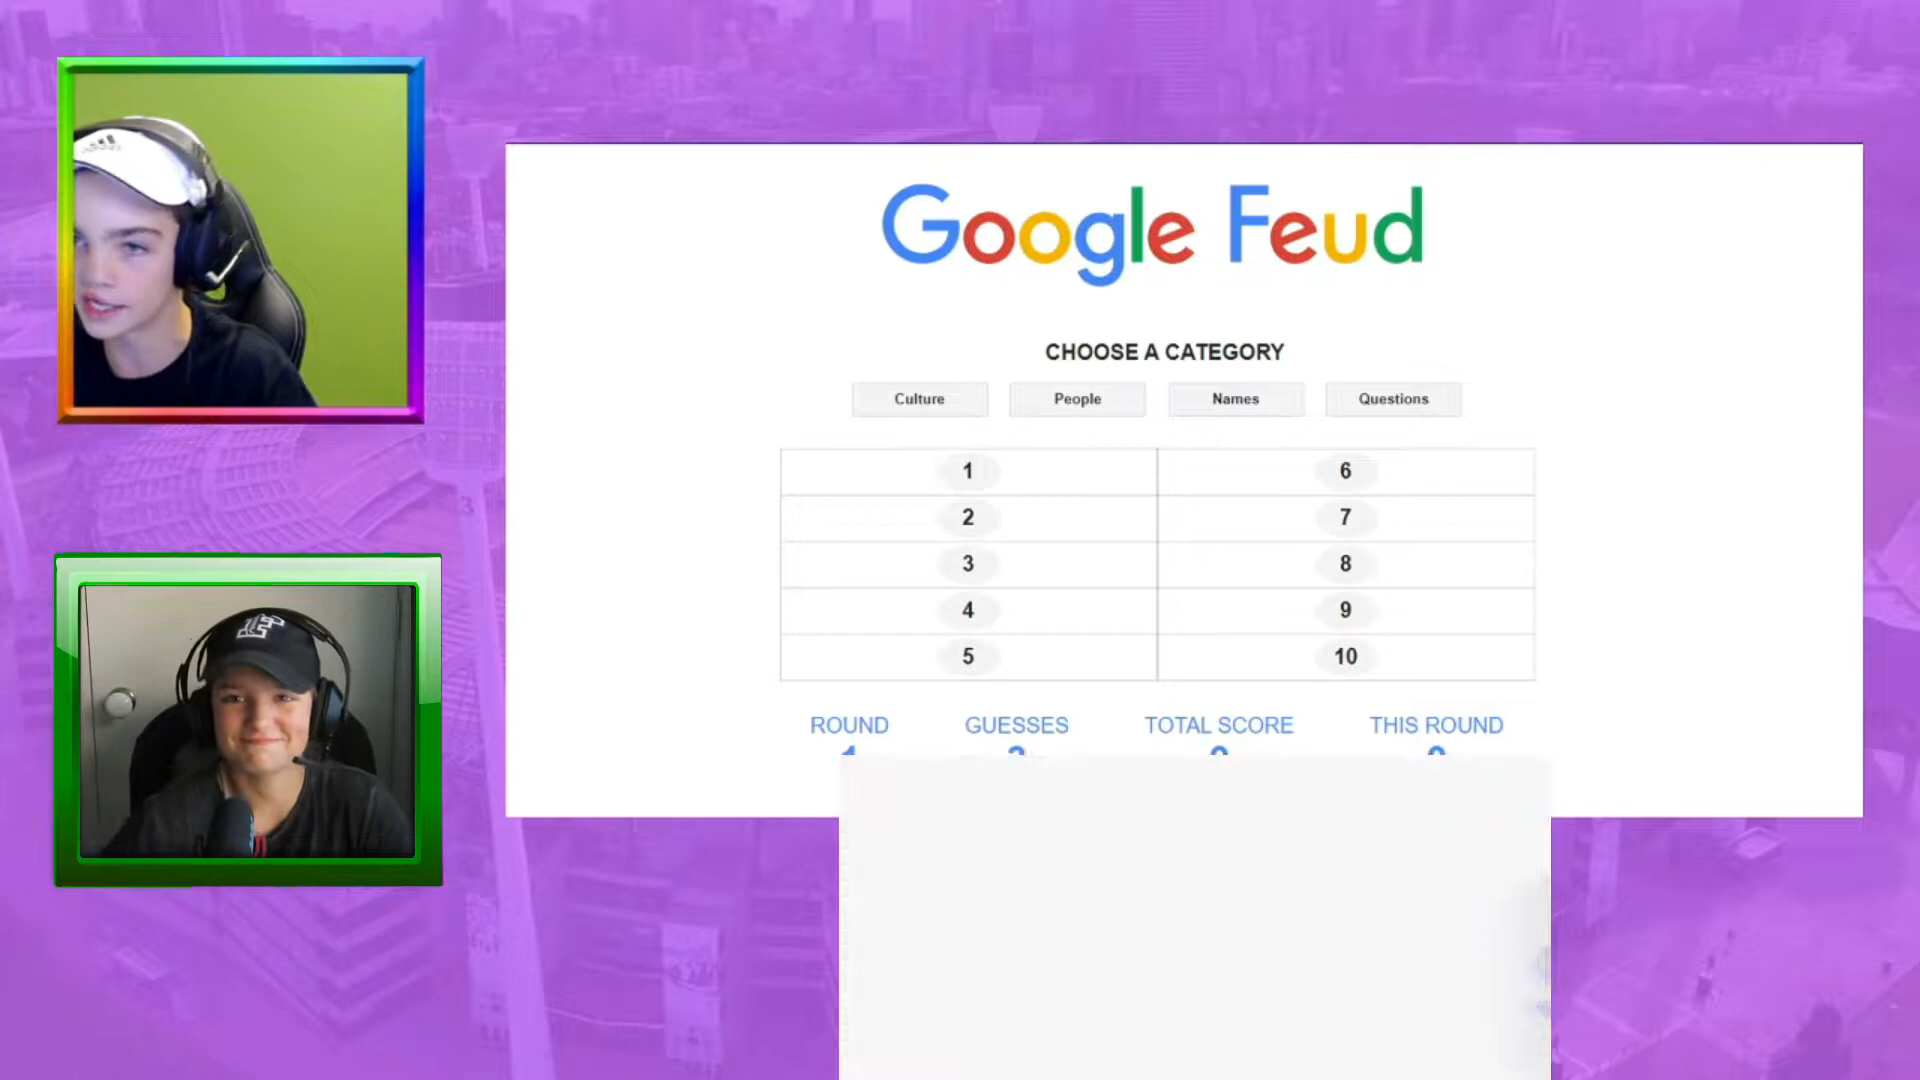 Google Feud
CHOOSE A CATEGORY
Culture People Names Questions
1 6
2 7
3 8
4 9
5 10
ROUND GUESSES TOTAL SCORE THIS ROUND